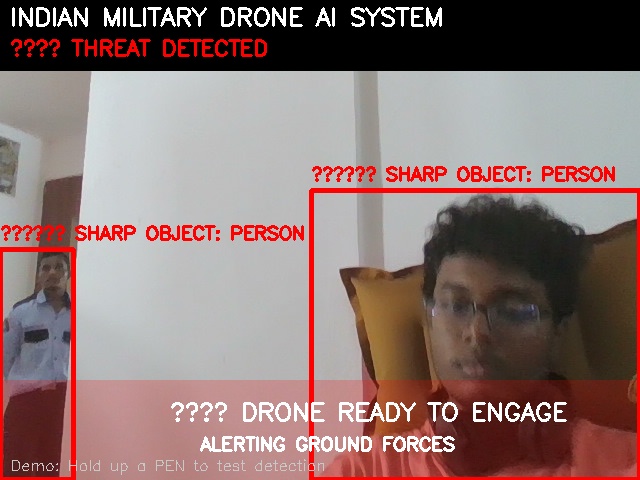 INDIAN MILITARY DRONE AI SYSTEM
???? THREAT DETECTED
?????? SHARP OBJECT: PERSON
?????? SHARP OBJECT: PERSON
???? DRONE READY TO ENGAGE
ALERTING GROUND FORCES
Demo: Hold up a PEN to test detection